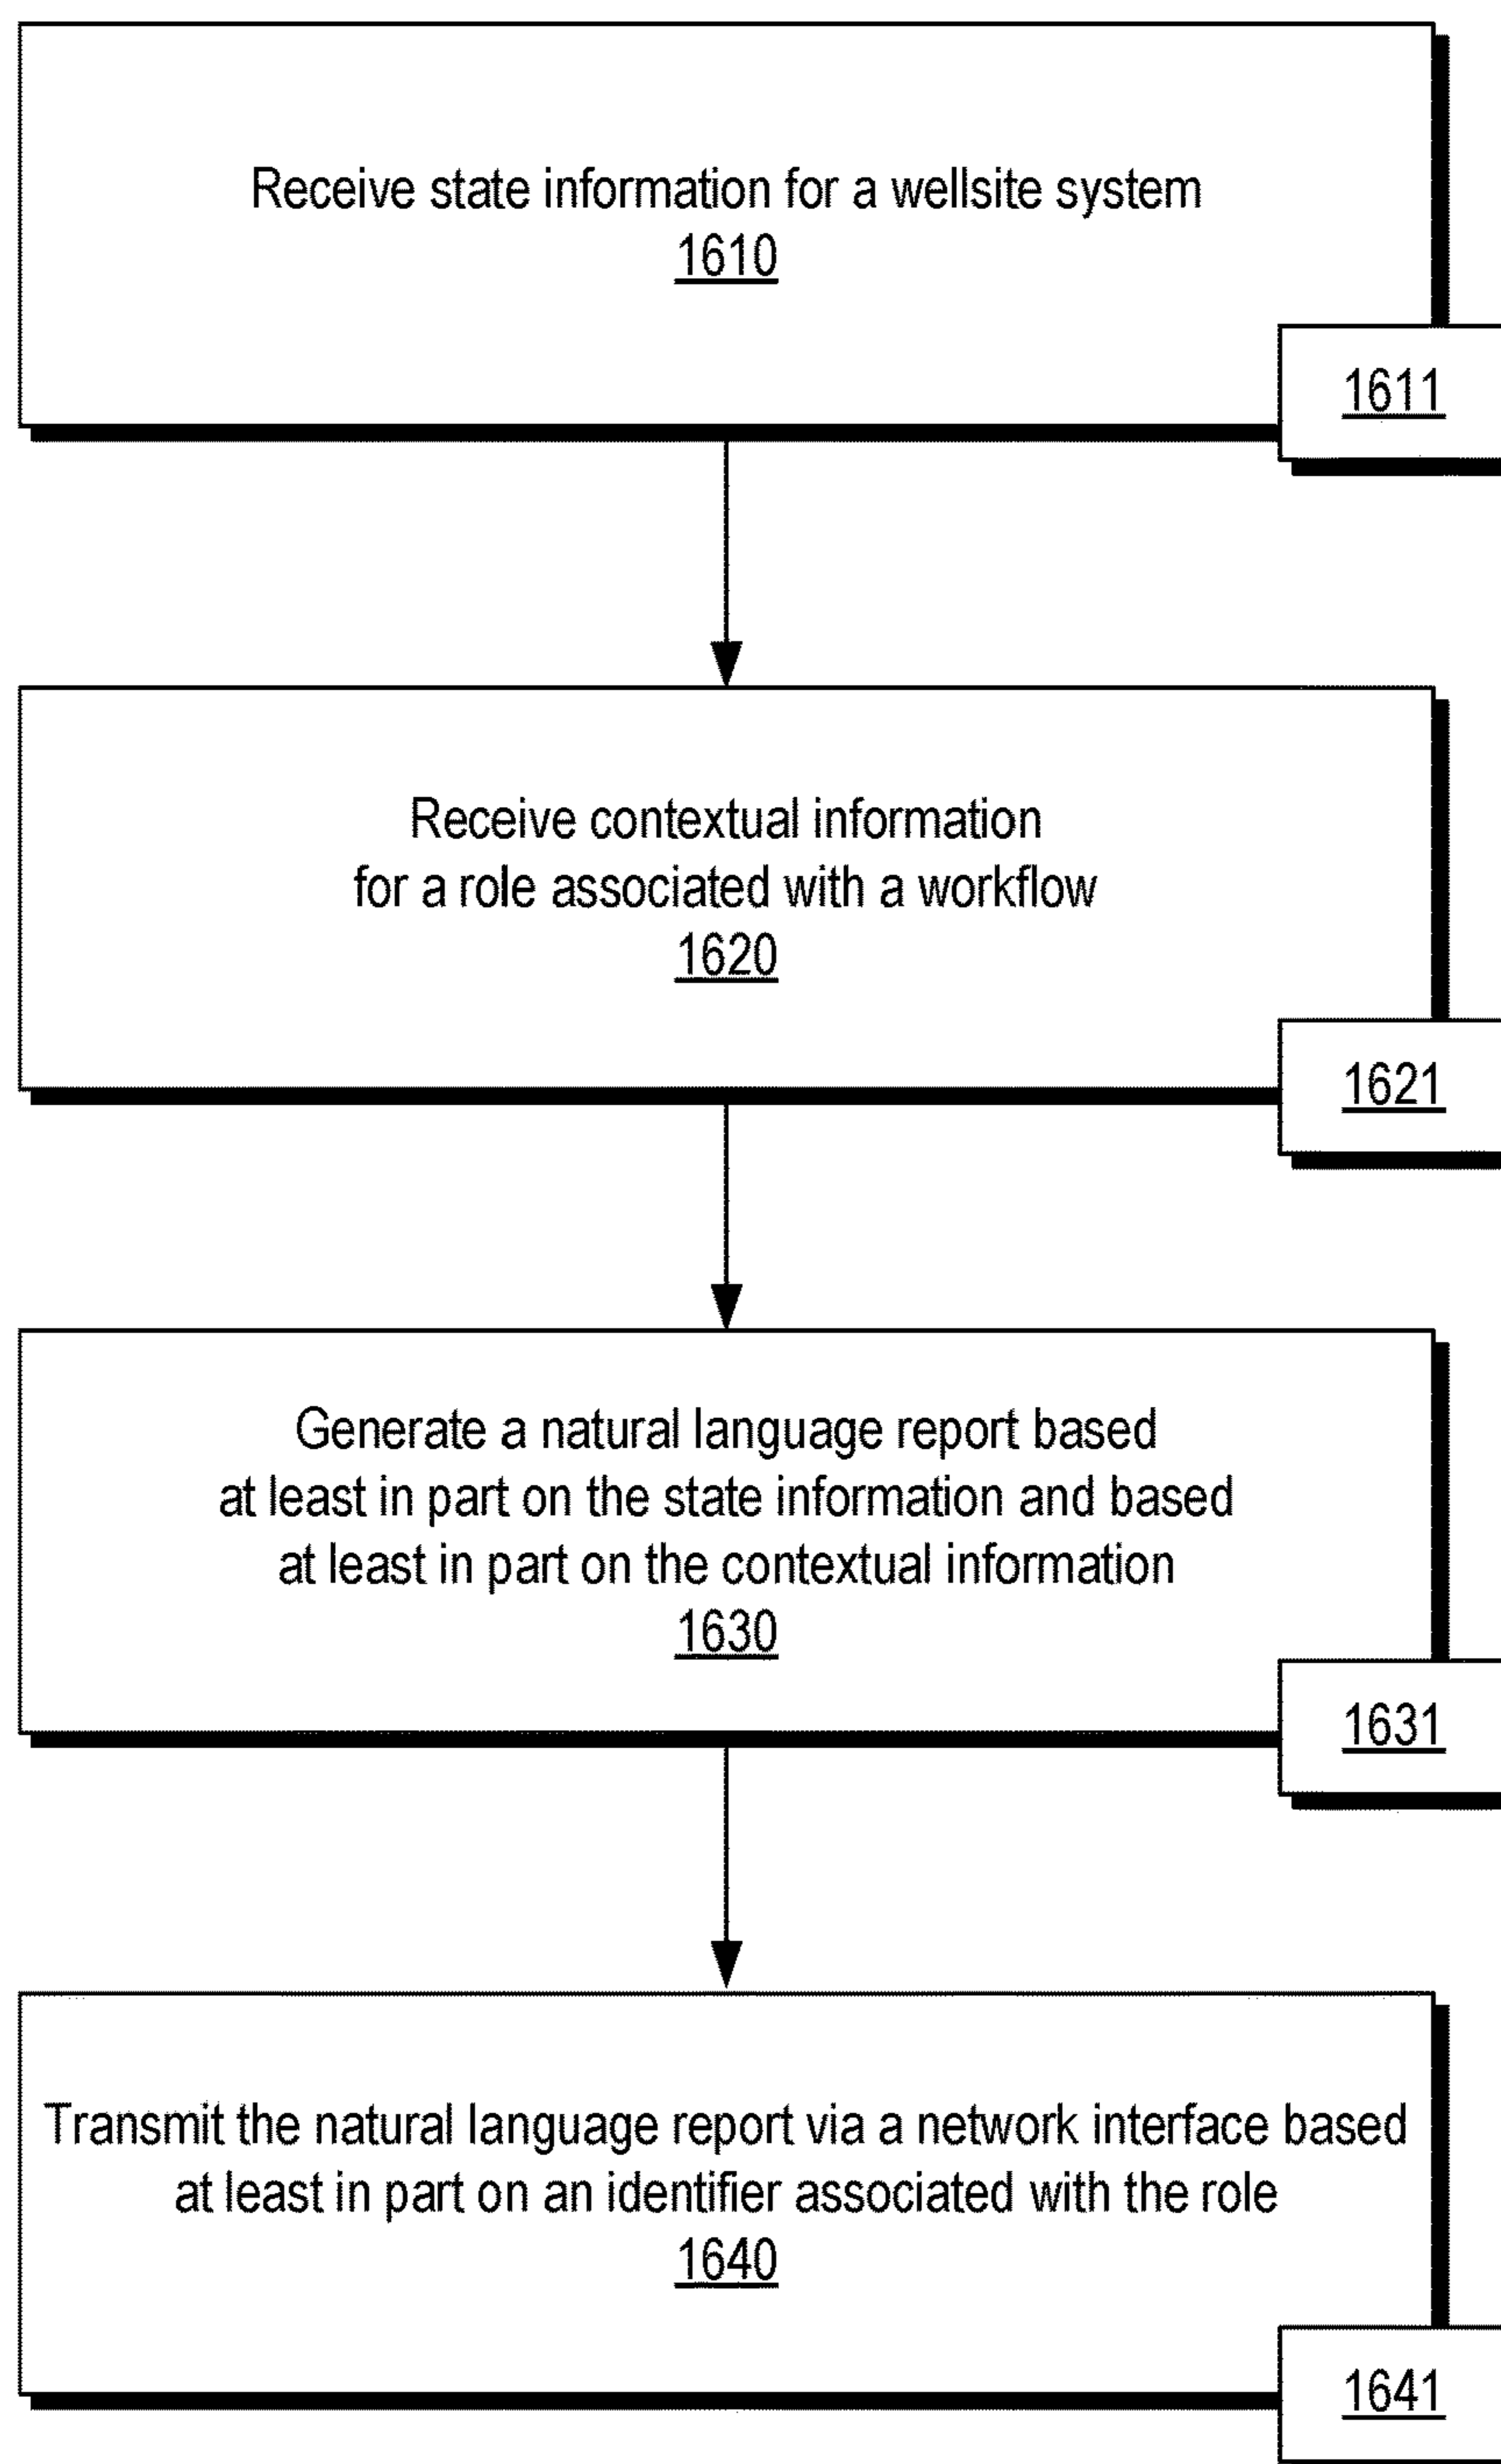 Receive state information for a wellsite system
1610
1611
Receive contextual information
for a role associated with a workflow
1620
1621
Generate a natural language report based
at least in part on the state information and based
at least in part on the contextual information
1630
1631
Transmit the natural language report via a network interface based
at least in part on an identifier associated with the role
1640
1641